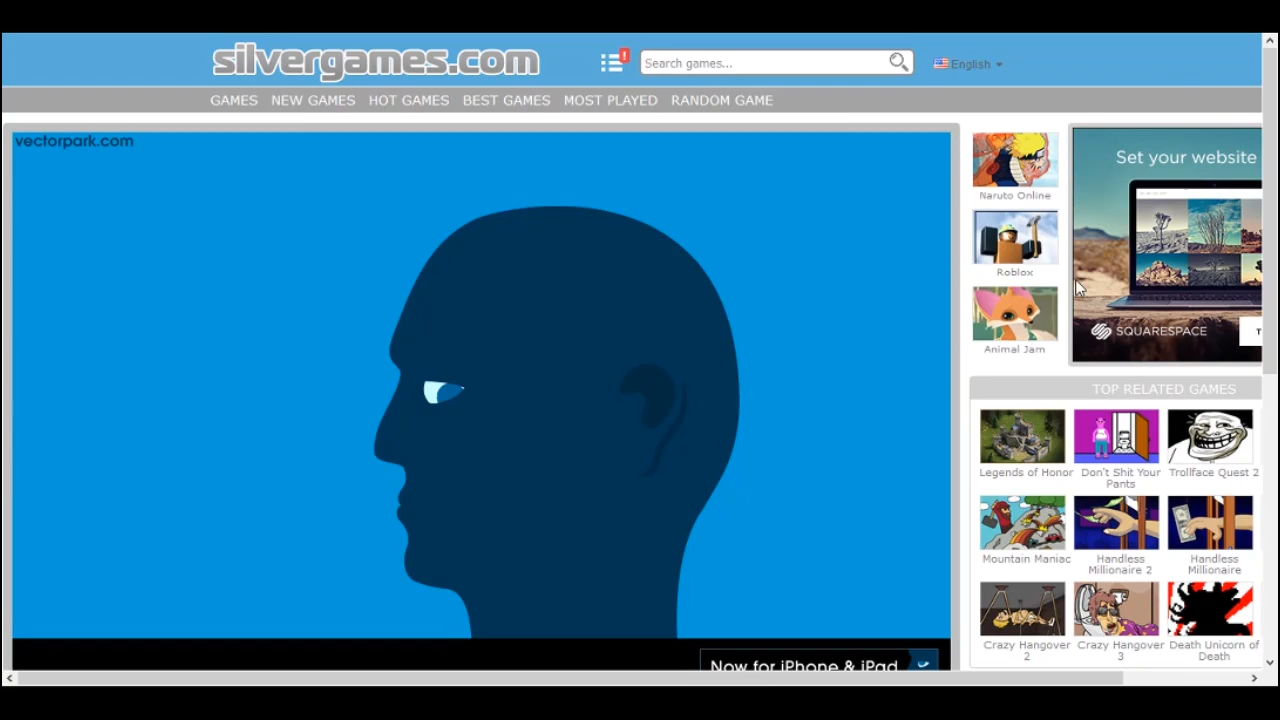 silvergames.com
!
Search games...
English
GAMES NEW GAMES HOT GAMES BEST GAMES MOST PLAYED RANDOM GAME
vectorpark.com
Now for iPhone & iPad
Naruto Online
Roblox
Animal Jam
Set your website
SQUARESPACE
T
TOP RELATED GAMES
Legends of Honor
Don't Shit Your
Pants
Trollface Quest 2
Mountain Maniac
Handless
Millionaire 2
Handless
Millionaire
Crazy Hangover
2
Crazy Hangover
3
Death Unicorn of
Death